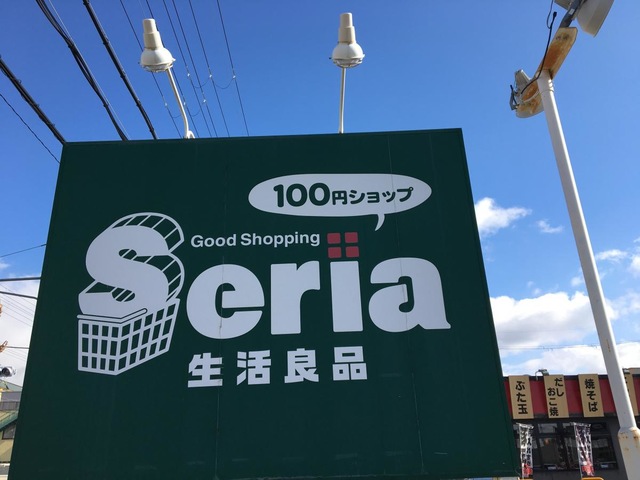 100円ショップ
Good Shopping
Seria
生活良品
ぶた玉
だし
おこ焼
焼そば